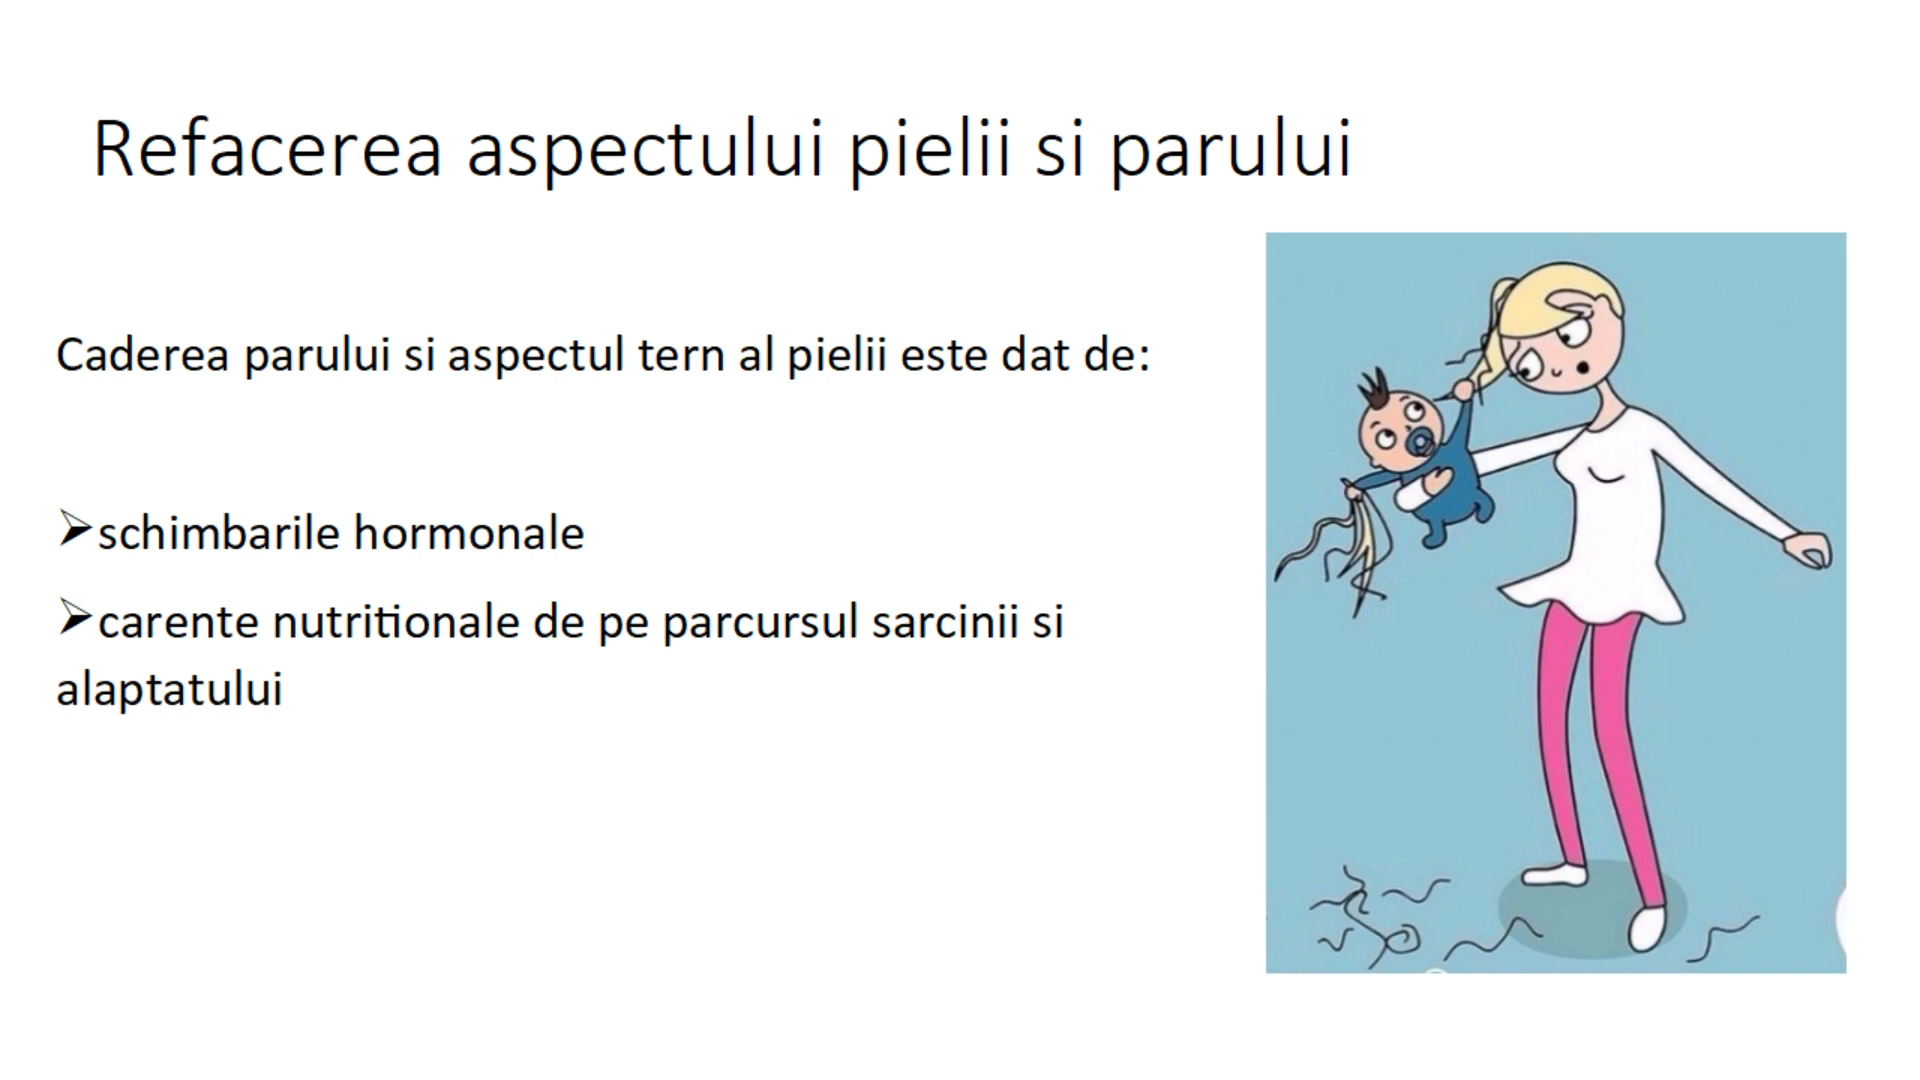 Refacerea aspectului pielii si parului
Caderea parului si aspectul tern al pielii este dat de:
➢schimbarile hormonale
➢carente nutritionale de pe parcursul sarcinii si
alaptatului